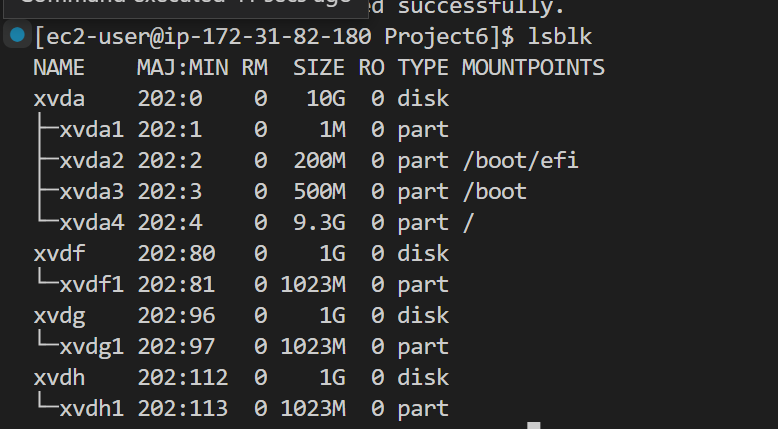 Command executed
ed successfully.
[ec2-user@ip-172-31-82-180 Project6]$ lsblk
NAME    MAJ:MIN RM  SIZE RO TYPE MOUNTPOINTS
xvda    202:0    0   10G  0 disk
├─xvda1 202:1    0    1M  0 part
├─xvda2 202:2    0  200M  0 part /boot/efi
├─xvda3 202:3    0  500M  0 part /boot
└─xvda4 202:4    0  9.3G  0 part /
xvdf    202:80   0    1G  0 disk
└─xvdf1 202:81   0 1023M  0 part
xvdg    202:96   0    1G  0 disk
└─xvdg1 202:97   0 1023M  0 part
xvdh    202:112  0    1G  0 disk
└─xvdh1 202:113  0 1023M  0 part